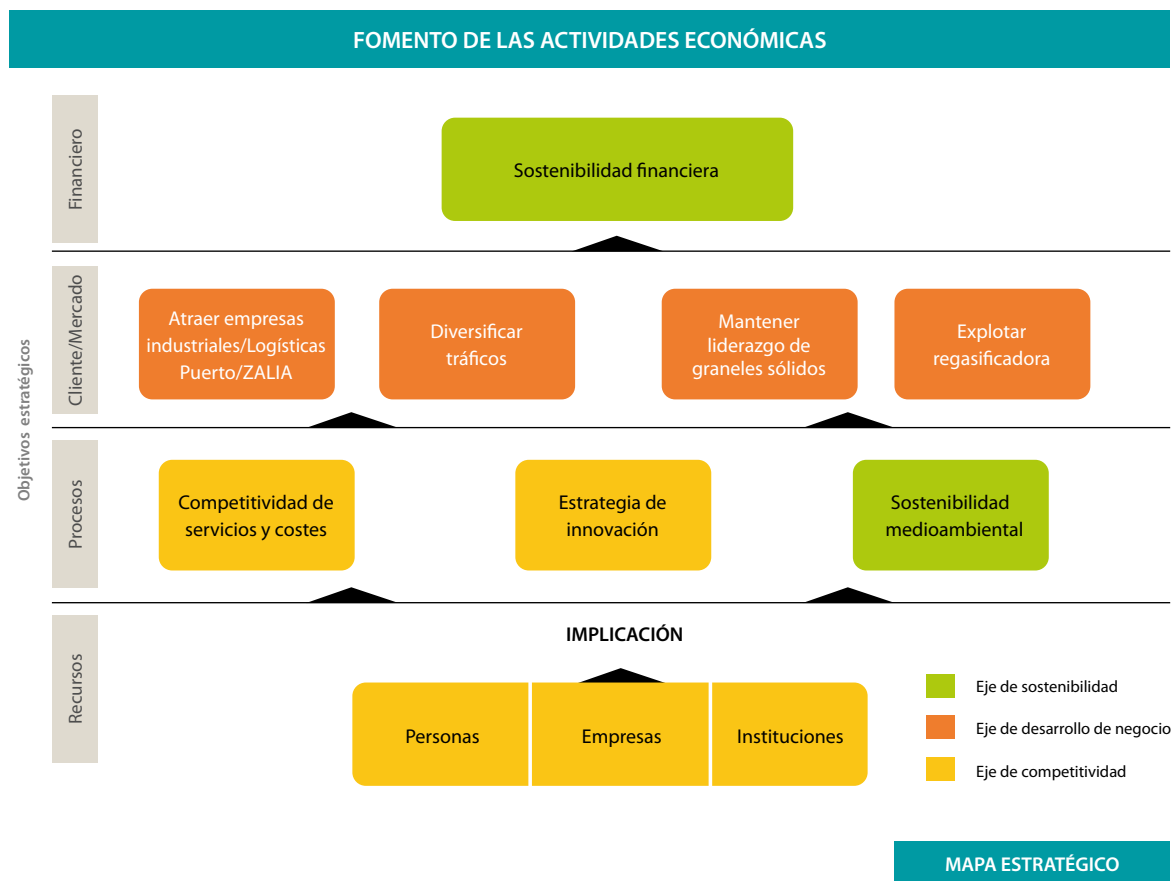 FOMENTO DE LAS ACTIVIDADES ECONÓMICAS
Objetivos estratégicos
Financiero
Sostenibilidad financiera
Cliente/Mercado
Atraer empresas
industriales/Logísticas
Puerto/ZALIA
Diversificar
tráficos
Mantener
liderazgo de
graneles sólidos
Explotar
regasificadora
Procesos
Competitividad de
servicios y costes
Estrategia de
innovación
Sostenibilidad
medioambiental
Recursos
IMPLICACIÓN
Personas
Empresas
Instituciones
Eje de sostenibilidad
Eje de desarrollo de negocio
Eje de competitividad
MAPA ESTRATÉGICO